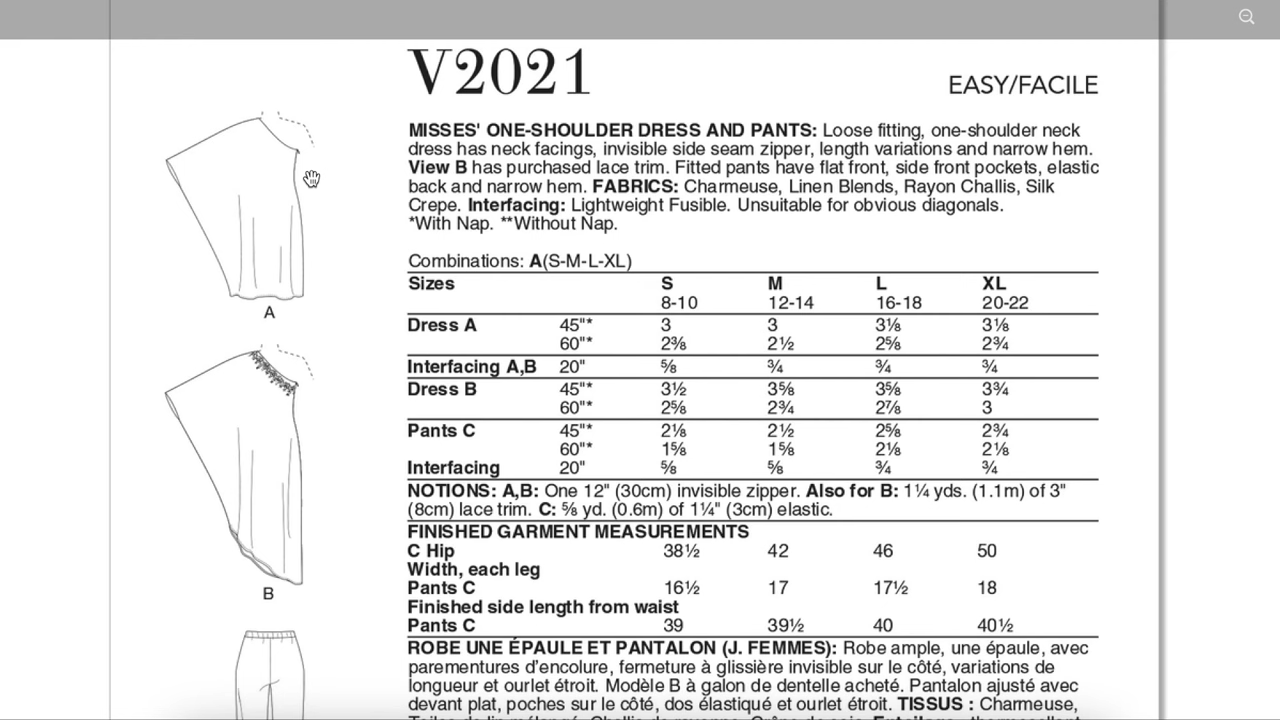 V2021
EASY/FACILE
MISSES' ONE-SHOULDER DRESS AND PANTS: Loose fitting, one-shoulder neck
dress has neck facings, invisible side seam zipper, length variations and narrow hem.
View B has purchased lace trim. Fitted pants have flat front, side front pockets, elastic
back and narrow hem. FABRICS: Charmeuse, Linen Blends, Rayon Challis, Silk
Crepe. Interfacing: Lightweight Fusible. Unsuitable for obvious diagonals.
*With Nap. **Without Nap.
Combinations: A(S-M-L-XL)
Sizes S M L XL
8-10 12-14 16-18 20-22
Dress A 45"* 3 3 3⅛ 3⅛
60"* 2⅜ 2½ 2⅝ 2¾
Interfacing A,B 20" ⅝ ¾ ¾ ¾
Dress B 45"* 3½ 3⅝ 3⅝ 3¾
60"* 2⅝ 2¾ 2⅞ 3
Pants C 45"* 2⅛ 2½ 2⅝ 2¾
60"* 1⅝ 1⅝ 2⅛ 2⅛
Interfacing 20" ⅝ ⅝ ¾ ¾
NOTIONS: A,B: One 12" (30cm) invisible zipper. Also for B: 1¼ yds. (1.1m) of 3"
(8cm) lace trim. C: ⅝ yd. (0.6m) of 1¼" (3cm) elastic.
FINISHED GARMENT MEASUREMENTS
C Hip 38½ 42 46 50
Width, each leg
Pants C 16½ 17 17½ 18
Finished side length from waist
Pants C 39 39½ 40 40½
ROBE UNE ÉPAULE ET PANTALON (J. FEMMES): Robe ample, une épaule, avec
parementures d'encolure, fermeture à glissière invisible sur le côté, variations de
longueur et ourlet étroit. Modèle B à galon de dentelle acheté. Pantalon ajusté avec
devant plat, poches sur le côté, dos élastiqué et ourlet étroit. TISSUS : Charmeuse,
A
B